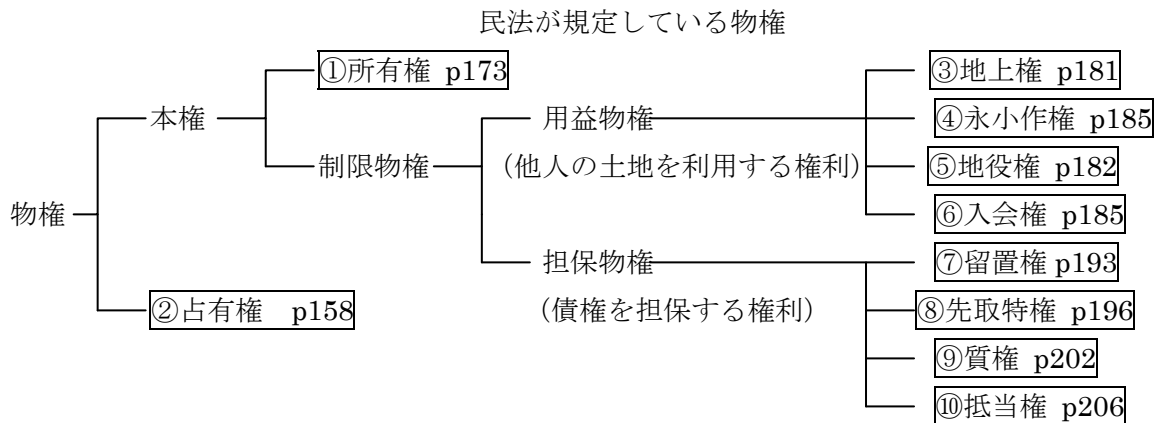 民法が規定している物権
①所有権 p173
③地上権 p181
本権
用益物権
④永小作権 p185
制限物権
(他人の土地を利用する権利)
⑤地役権 p182
物権
⑥入会権 p185
担保物権
⑦留置権 p193
②占有権 p158
(債権を担保する権利)
⑧先取特権 p196
⑨質権 p202
⑩抵当権 p206